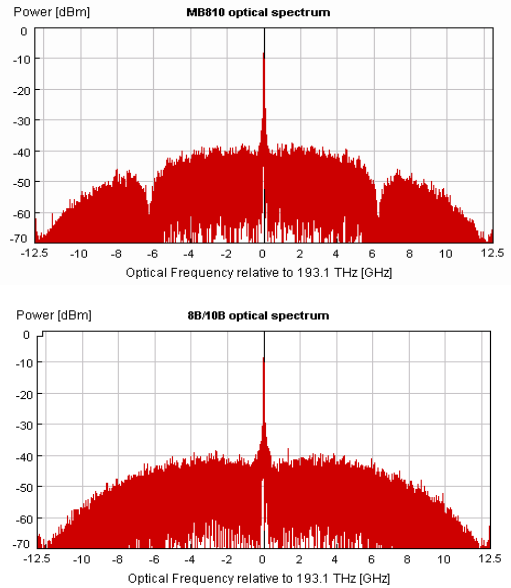 Power [dBm]
MB810 optical spectrum
0
-10
-20
-30
-40
-50
-60
-70
-12.5 -10 -8 -6 -4 -2 0 2 4 6 8 10 12.5
Optical Frequency relative to 193.1 THz [GHz]
Power [dBm]
8B/10B optical spectrum
0
-10
-20
-30
-40
-50
-60
-70
-12.5 -10 -8 -6 -4 -2 0 2 4 6 8 10 12.5
Optical Frequency relative to 193.1 THz [GHz]